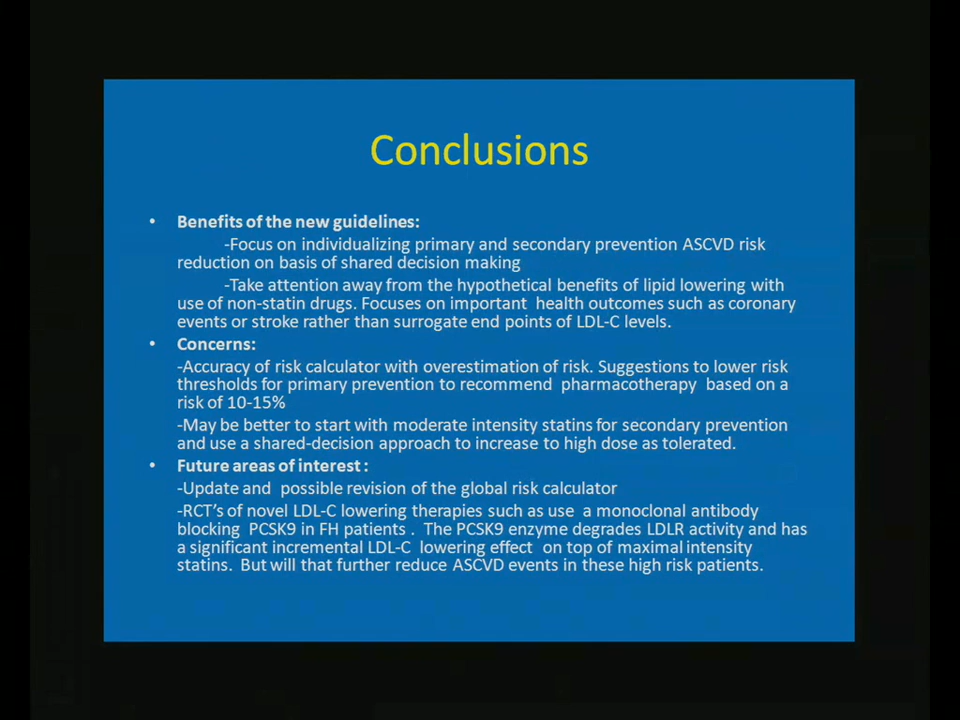 Conclusions
• Benefits of the new guidelines:
-Focus on individualizing primary and secondary prevention ASCVD risk
reduction on basis of shared decision making
-Take attention away from the hypothetical benefits of lipid lowering with
use of non-statin drugs. Focuses on important health outcomes such as coronary
events or stroke rather than surrogate end points of LDL-C levels.
• Concerns:
-Accuracy of risk calculator with overestimation of risk. Suggestions to lower risk
thresholds for primary prevention to recommend pharmacotherapy based on a
risk of 10-15%
-May be better to start with moderate intensity statins for secondary prevention
and use a shared-decision approach to increase to high dose as tolerated.
• Future areas of interest :
-Update and possible revision of the global risk calculator
-RCT's of novel LDL-C lowering therapies such as use a monoclonal antibody
blocking PCSK9 in FH patients . The PCSK9 enzyme degrades LDLR activity and has
a significant incremental LDL-C lowering effect on top of maximal intensity
statins. But will that further reduce ASCVD events in these high risk patients.